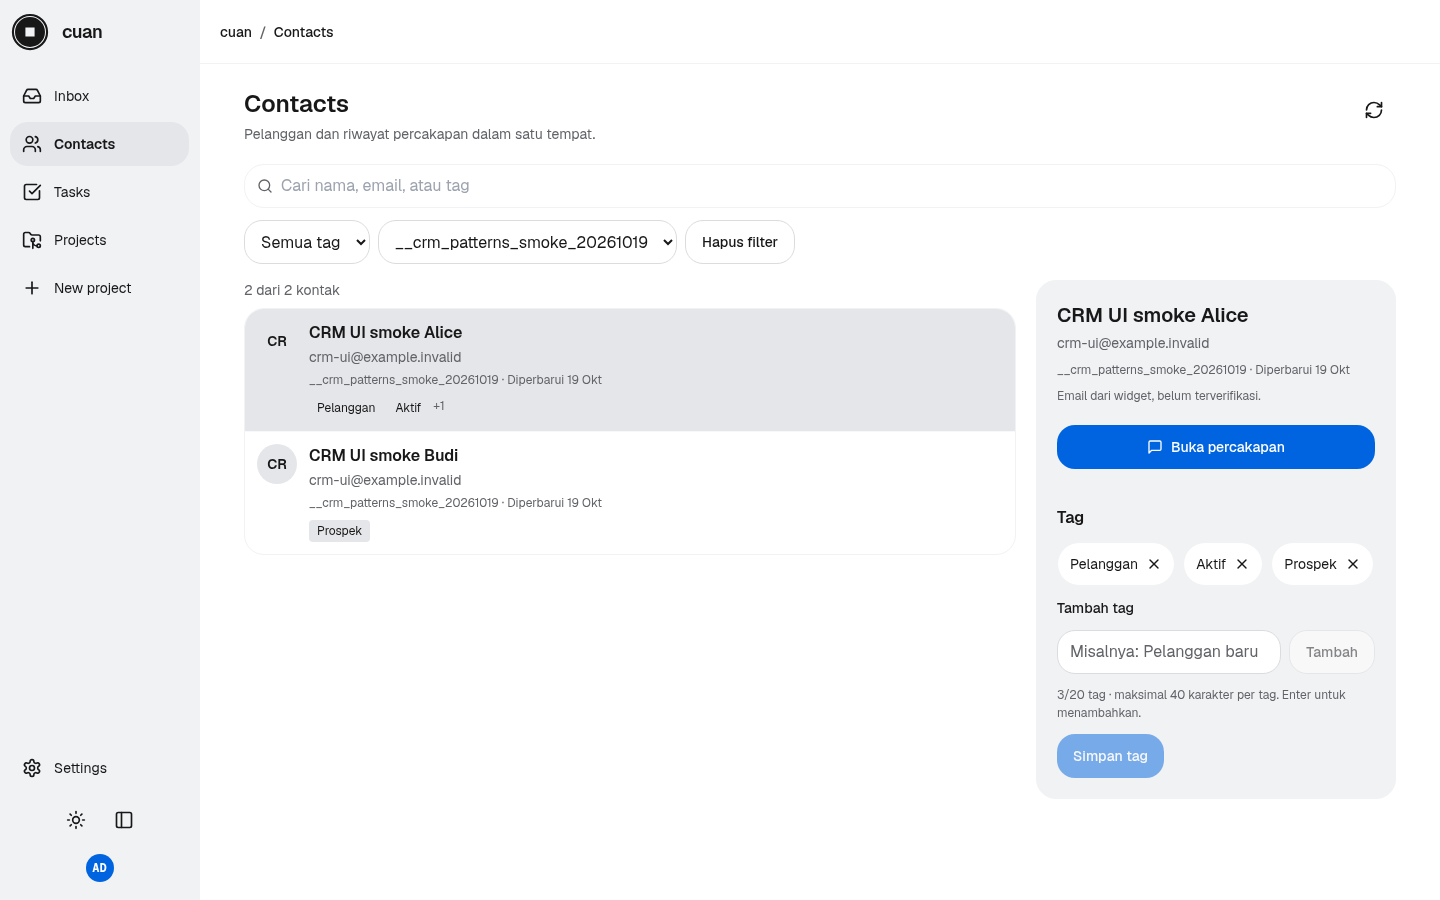 cuan
cuan / Contacts
Inbox
Contacts
Tasks
Projects
New project
Settings
AD
Contacts
Pelanggan dan riwayat percakapan dalam satu tempat.
Cari nama, email, atau tag
Semua tag
__crm_patterns_smoke_20261019
Hapus filter
2 dari 2 kontak
CR
CRM UI smoke Alice
crm-ui@example.invalid
__crm_patterns_smoke_20261019 · Diperbarui 19 Okt
Pelanggan Aktif +1
CR
CRM UI smoke Budi
crm-ui@example.invalid
__crm_patterns_smoke_20261019 · Diperbarui 19 Okt
Prospek
CRM UI smoke Alice
crm-ui@example.invalid
__crm_patterns_smoke_20261019 · Diperbarui 19 Okt
Email dari widget, belum terverifikasi.
Buka percakapan
Tag
Pelanggan Aktif Prospek
Tambah tag
Misalnya: Pelanggan baru
Tambah
3/20 tag · maksimal 40 karakter per tag. Enter untuk
menambahkan.
Simpan tag